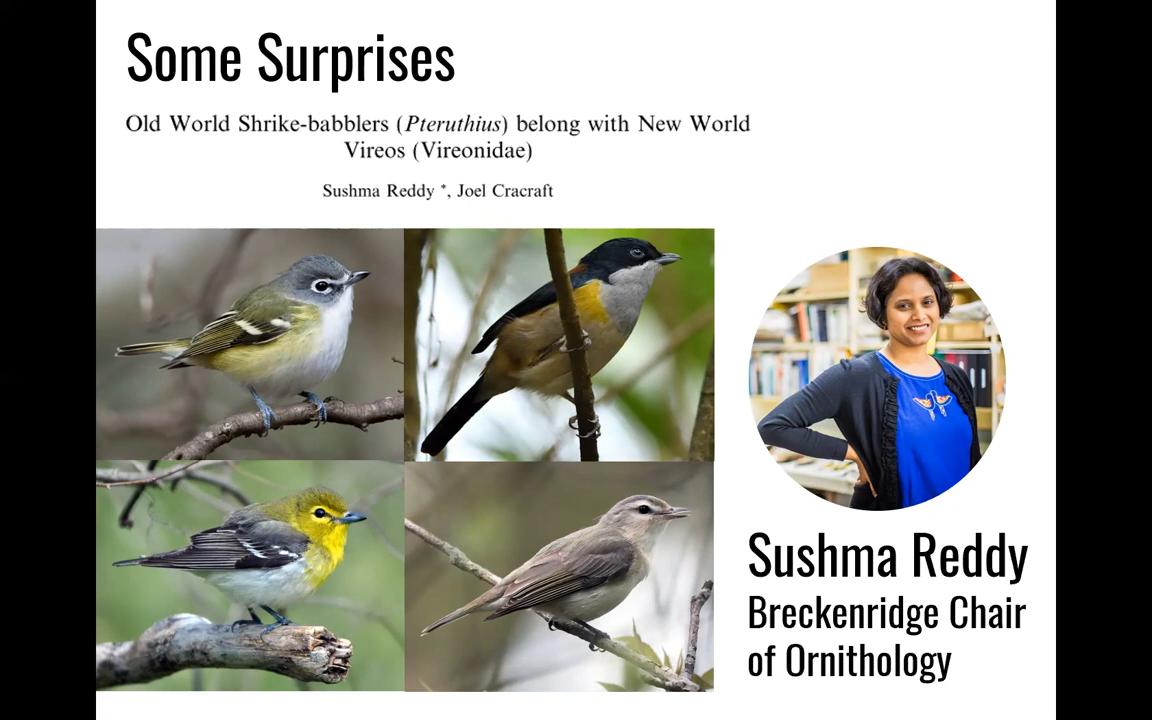 Some Surprises
Old World Shrike-babblers (Pteruthius) belong with New World
Vireos (Vireonidae)
Sushma Reddy *, Joel Cracraft
Sushma Reddy
Breckenridge Chair
of Ornithology